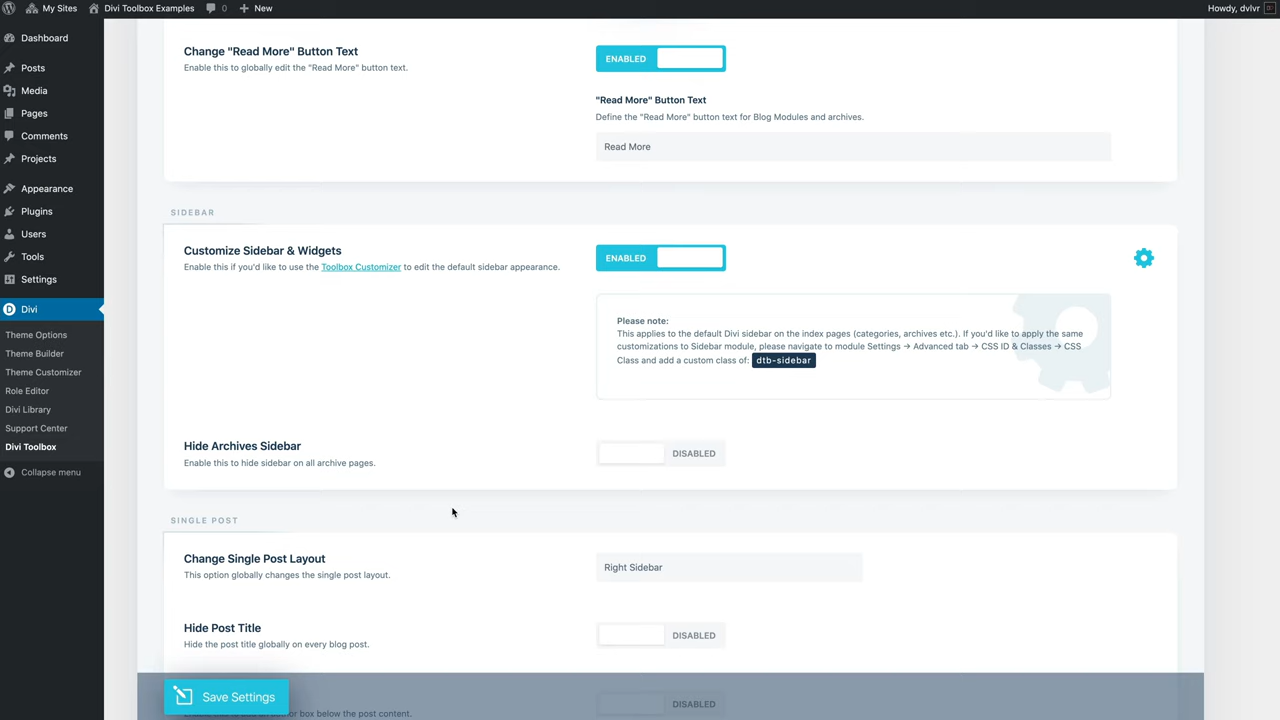 My Sites
Divi Toolbox Examples
0
New
Howdy, dvlvr
Dashboard
Posts
Media
Pages
Comments
Projects
Appearance
Plugins
Users
Tools
Settings
D Divi
Theme Options
Theme Builder
Theme Customizer
Role Editor
Divi Library
Support Center
Divi Toolbox
Collapse menu
Change "Read More" Button Text
Enable this to globally edit the "Read More" button text.
ENABLED
"Read More" Button Text
Define the "Read More" button text for Blog Modules and archives.
Read More
SIDEBAR
Customize Sidebar & Widgets
Enable this if you'd like to use the Toolbox Customizer to edit the default sidebar appearance.
ENABLED
Please note:
This applies to the default Divi sidebar on the index pages (categories, archives etc.). If you'd like to apply the same
customizations to Sidebar module, please navigate to module Settings → Advanced tab → CSS ID & Classes → CSS
Class and add a custom class of: dtb-sidebar
Hide Archives Sidebar
Enable this to hide sidebar on all archive pages.
DISABLED
SINGLE POST
Change Single Post Layout
This option globally changes the single post layout.
Right Sidebar
Hide Post Title
Hide the post title globally on every blog post.
DISABLED
Save Settings
DISABLED
or box below the post content.